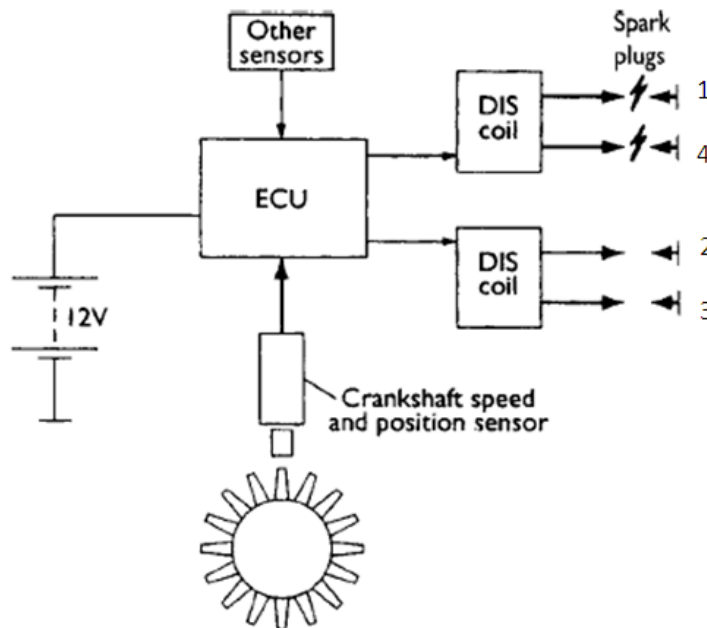 Other
sensors
Spark
plugs
DIS
coil
1
4
ECU
DIS
coil
2
3
12V
Crankshaft speed
and position sensor